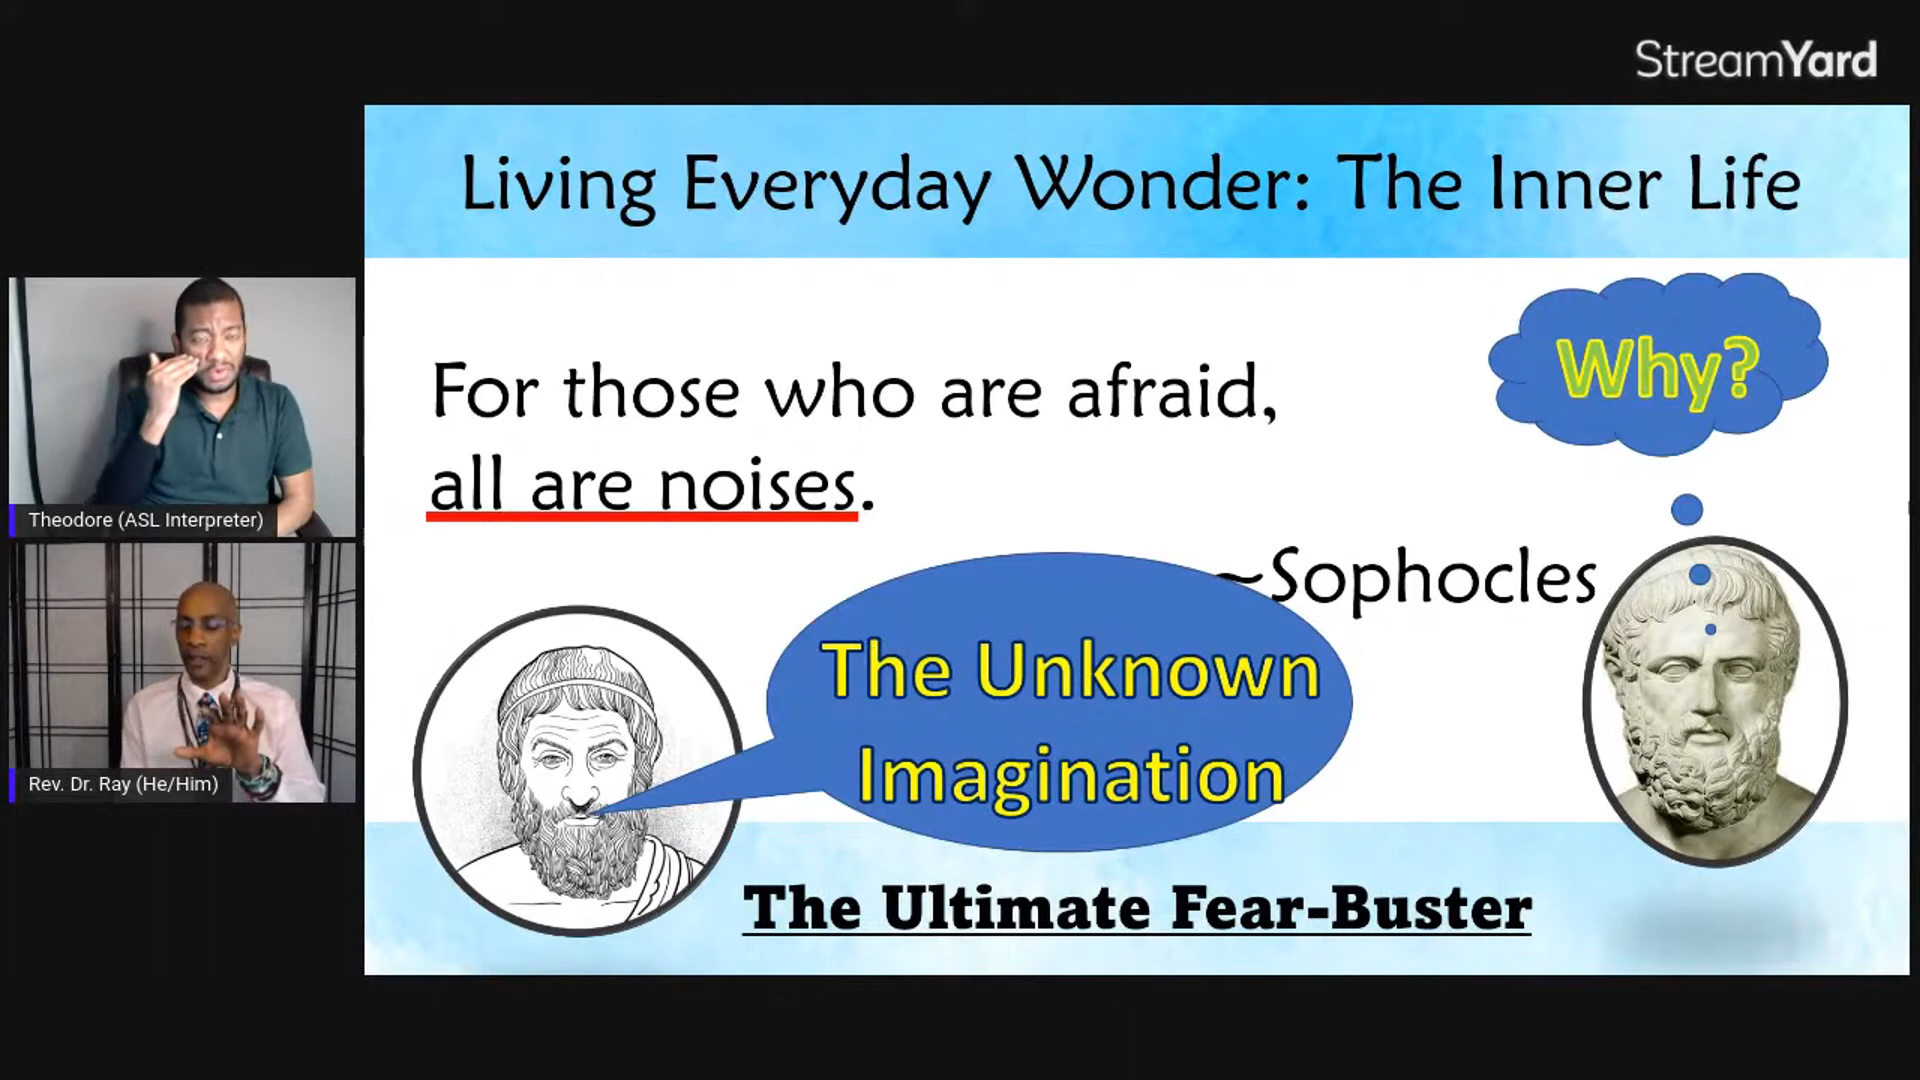 StreamYard
Living Everyday Wonder: The Inner Life
Why?
For those who are afraid,
all are noises.
~Sophocles
The Unknown
Imagination
The Ultimate Fear-Buster
Theodore (ASL Interpreter)
Rev. Dr. Ray (He/Him)